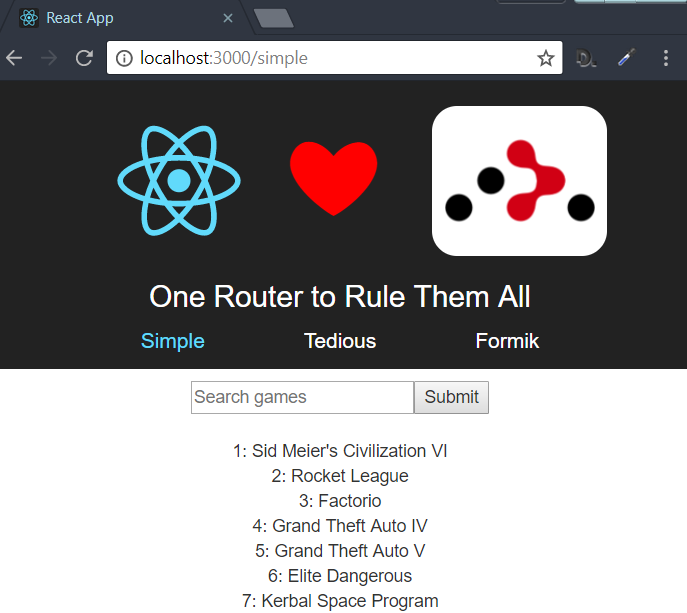 React App
localhost:3000/simple
One Router to Rule Them All
Simple Tedious Formik
Search games Submit
1: Sid Meier's Civilization VI
2: Rocket League
3: Factorio
4: Grand Theft Auto IV
5: Grand Theft Auto V
6: Elite Dangerous
7: Kerbal Space Program